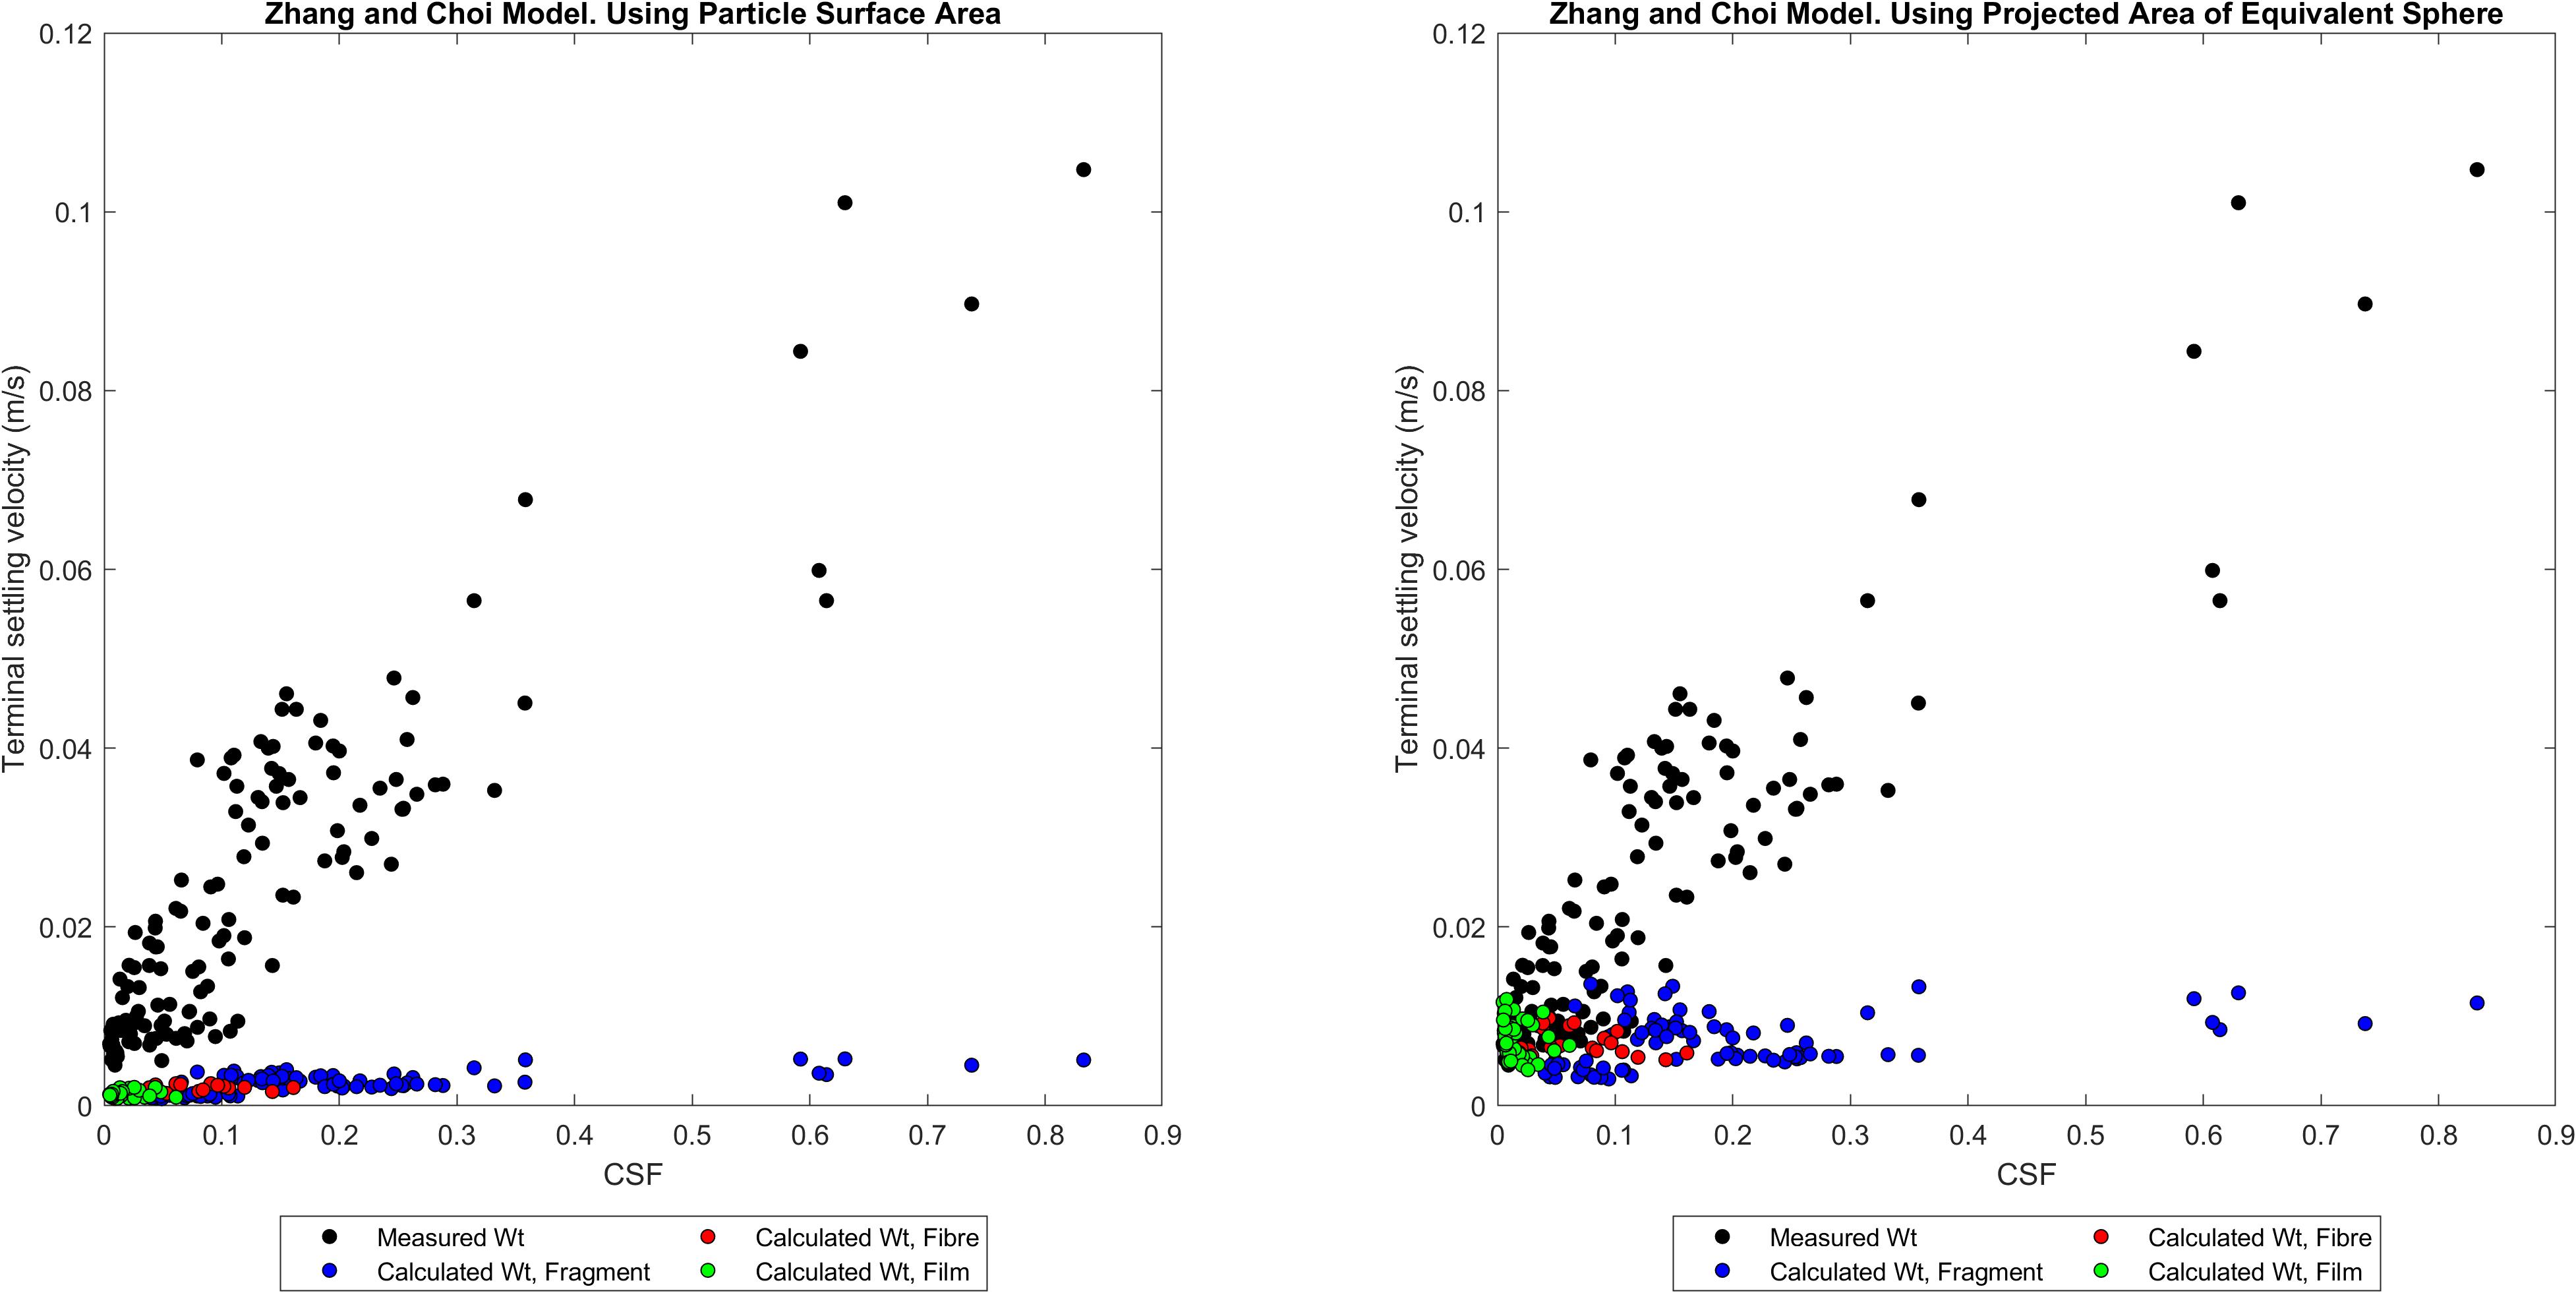 Zhang and Choi Model. Using Particle Surface Area
0.12
0.1
0.08
0.06
0.04
0.02
0
Terminal settling velocity (m/s)
0 0.1 0.2 0.3 0.4 0.5 0.6 0.7 0.8 0.9
CSF
Measured Wt
Calculated Wt, Fibre
Calculated Wt, Fragment
Calculated Wt, Film
Zhang and Choi Model. Using Projected Area of Equivalent Sphere
0.12
0.1
0.08
0.06
0.04
0.02
0
Terminal settling velocity (m/s)
0 0.1 0.2 0.3 0.4 0.5 0.6 0.7 0.8 0.9
CSF
Measured Wt
Calculated Wt, Fibre
Calculated Wt, Fragment
Calculated Wt, Film